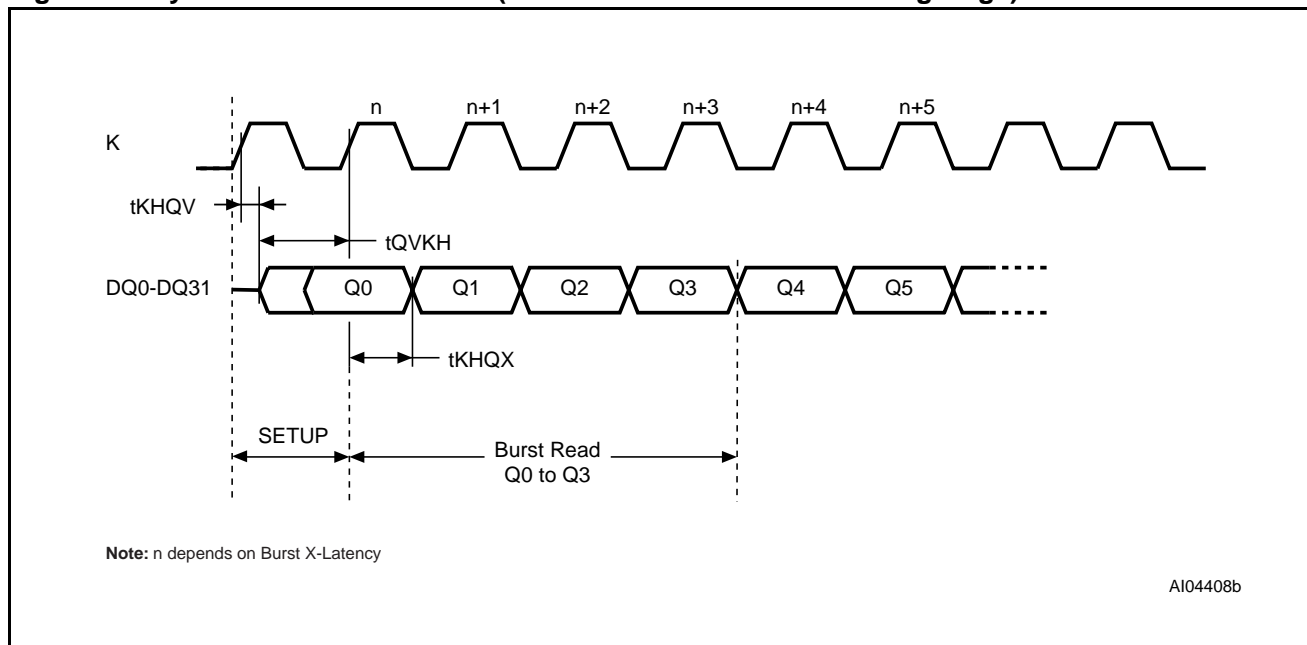 n n+1 n+2 n+3 n+4 n+5
K
tKHQV
tQVKH
DQ0-DQ31 Q0 Q1 Q2 Q3 Q4 Q5
tKHQX
SETUP
Burst Read
Q0 to Q3
Note: n depends on Burst X-Latency
AI04408b